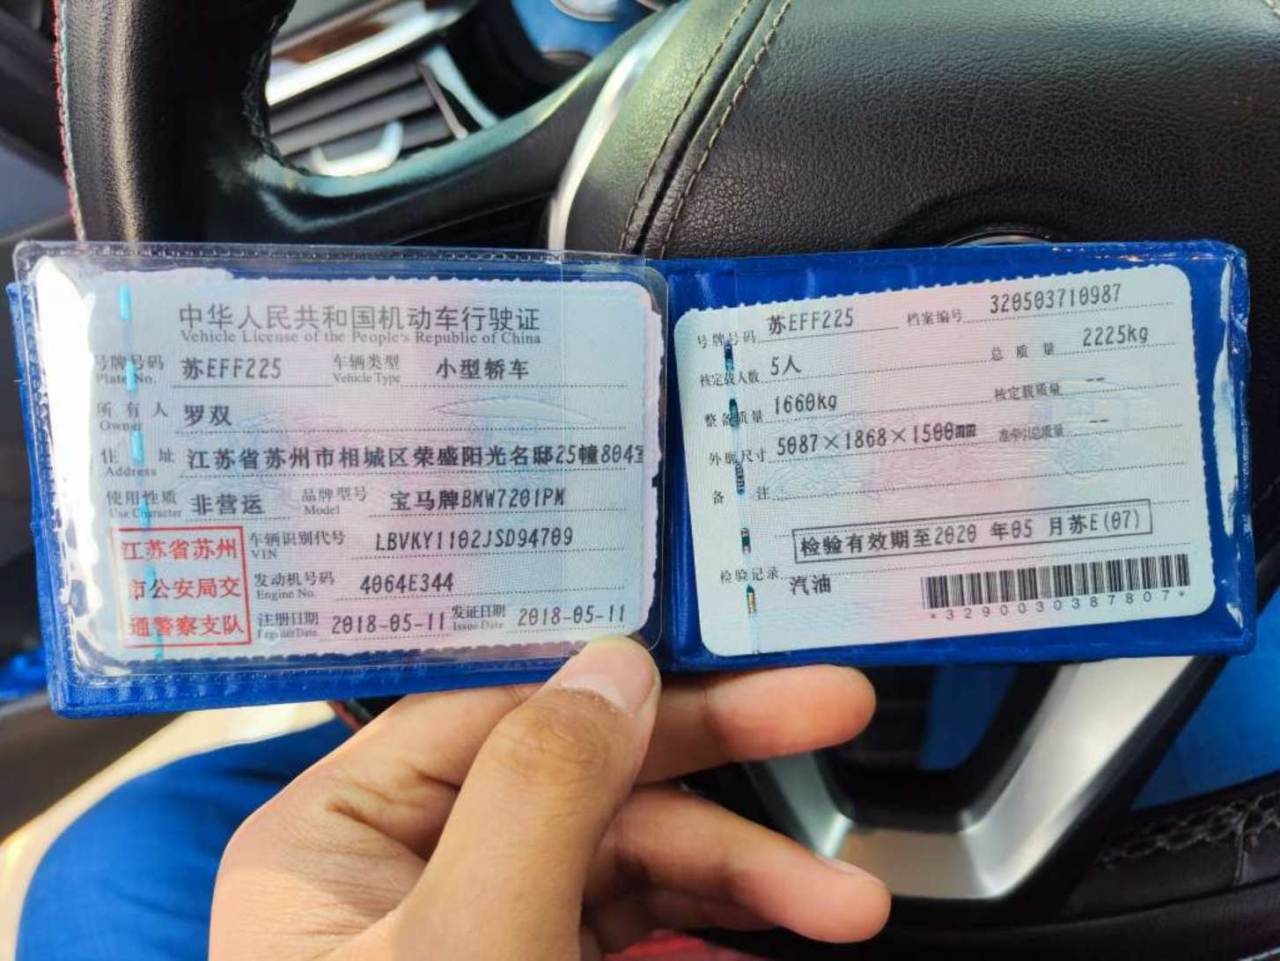 中华人民共和国机动车行驶证
Vehicle License of the People's Republic of China
号牌号码 苏EFF225 车辆类型 小型轿车
Plate No. Vehicle Type
所有人 罗双
Owner
住址 江苏省苏州市相城区荣盛阳光名邸25幢804室
Address
使用性质 非营运 品牌型号 宝马牌BMW7201PM
Use Character Model
车辆识别代号 LBVKY1102JSD94709
VIN
发动机号码 4064E344
Engine No.
注册日期 2018-05-11 发证日期 2018-05-11
Register Date Issue Date
江苏省苏州
市公安局交
通警察支队
号牌号码 苏EFF225 档案编号 320503710987
核定载人数 5人 总质量 2225kg
整备质量 1660kg 核定载质量 --
外廓尺寸 5087×1868×1500mm 准牵引总质量 --
备注
检验有效期至2020 年05 月苏E(07)
检验记录
汽油
*3290030387807*